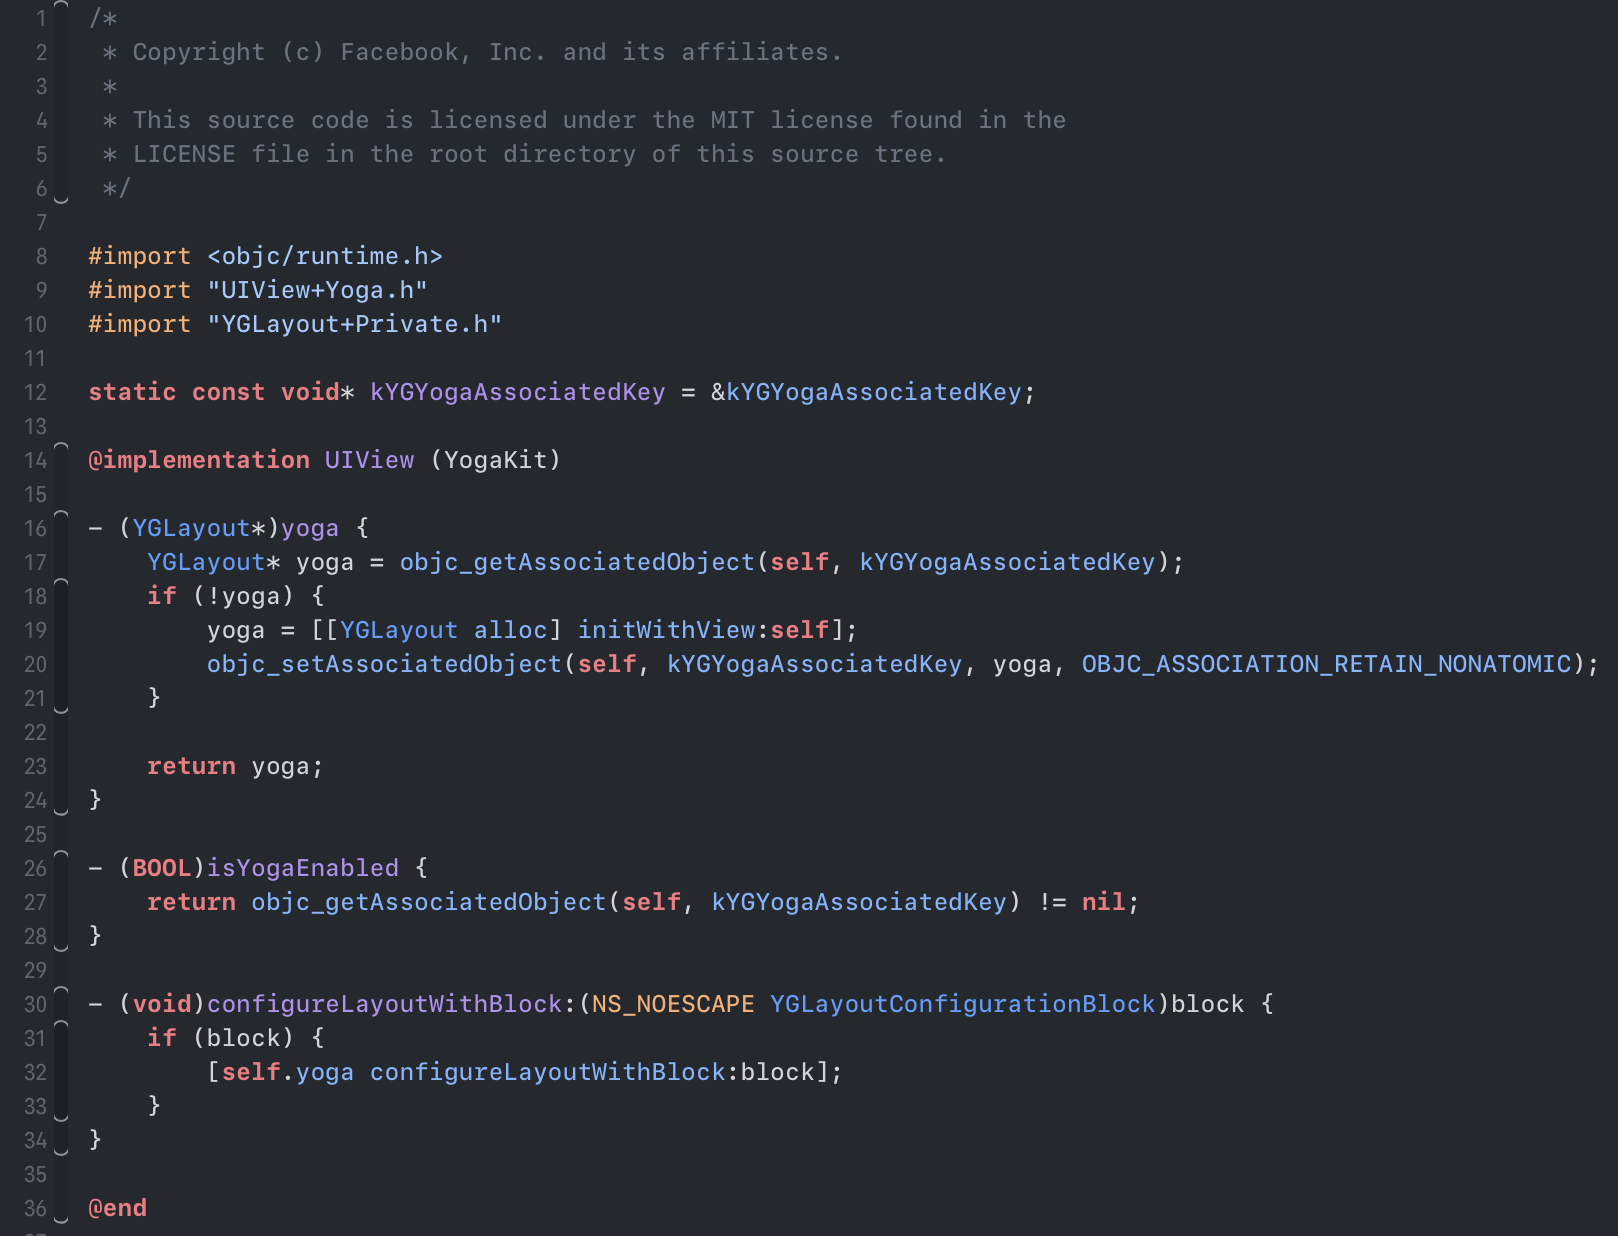 1 /*
2  * Copyright (c) Facebook, Inc. and its affiliates.
3  *
4  * This source code is licensed under the MIT license found in the
5  * LICENSE file in the root directory of this source tree.
6  */
7
8 #import <objc/runtime.h>
9 #import "UIView+Yoga.h"
10 #import "YGLayout+Private.h"
11
12 static const void* kYGYogaAssociatedKey = &kYGYogaAssociatedKey;
13
14 @implementation UIView (YogaKit)
15
16 - (YGLayout*)yoga {
17     YGLayout* yoga = objc_getAssociatedObject(self, kYGYogaAssociatedKey);
18     if (!yoga) {
19         yoga = [[YGLayout alloc] initWithView:self];
20         objc_setAssociatedObject(self, kYGYogaAssociatedKey, yoga, OBJC_ASSOCIATION_RETAIN_NONATOMIC);
21     }
22
23     return yoga;
24 }
25
26 - (BOOL)isYogaEnabled {
27     return objc_getAssociatedObject(self, kYGYogaAssociatedKey) != nil;
28 }
29
30 - (void)configureLayoutWithBlock:(NS_NOESCAPE YGLayoutConfigurationBlock)block {
31     if (block) {
32         [self.yoga configureLayoutWithBlock:block];
33     }
34 }
35
36 @end